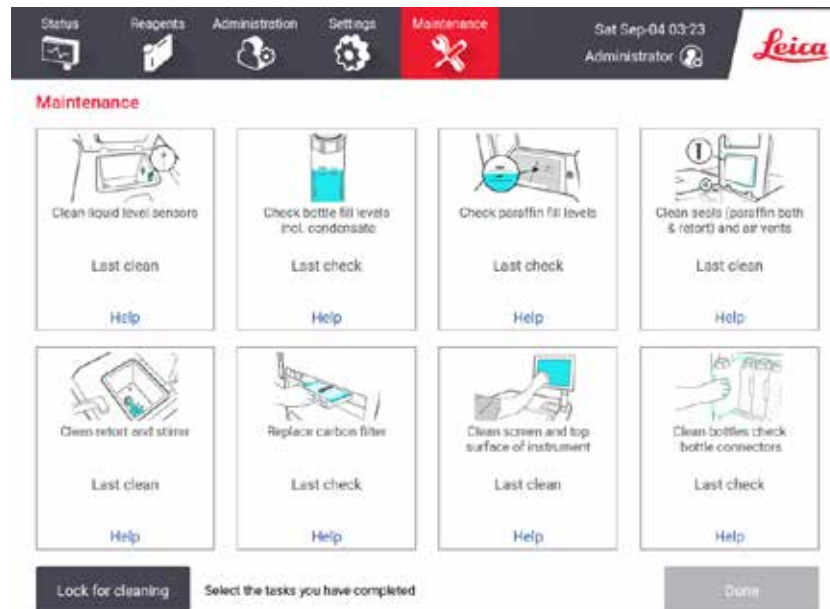 Status Reagents Administration Settings Maintenance Sat Sep-04 03:23
Administrator Leica
Maintenance
Clean liquid level sensors
Last clean
Help
Check bottle fill levels
incl. condensate
Last check
Help
Check paraffin fill levels
Last check
Help
Clean seals (paraffin bath
& retort) and air vents
Last clean
Help
Clean retort and stirrer
Last clean
Help
Replace carbon filter
Last check
Help
Clean screen and top
surface of instrument
Last clean
Help
Clean bottles check
bottle connectors
Last check
Help
Lock for cleaning Select the tasks you have completed Done